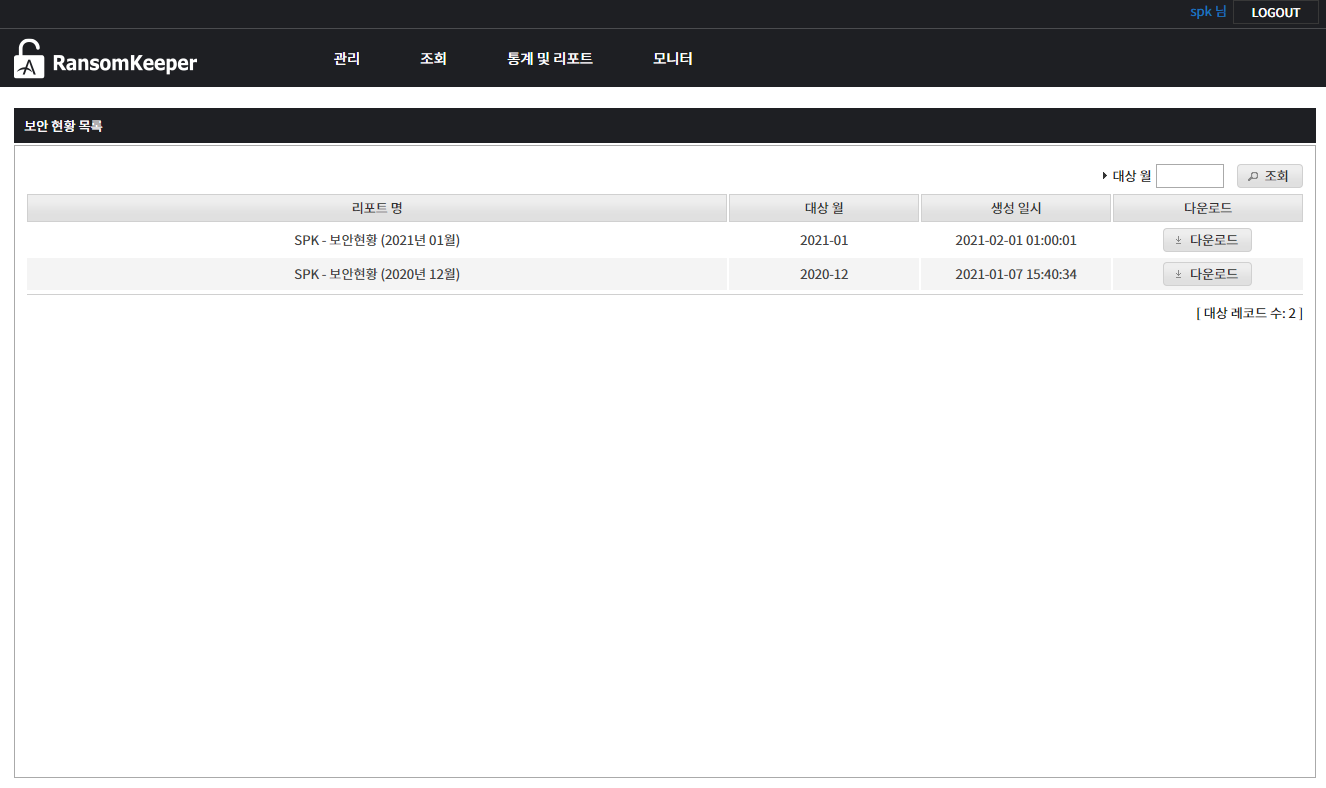 spk 님 LOGOUT
RansomKeeper 관리 조회 통계 및 리포트 모니터
보안 현황 목록
대상 월 조회
리포트 명 대상 월 생성 일시 다운로드
SPK - 보안현황 (2021년 01월) 2021-01 2021-02-01 01:00:01 다운로드
SPK - 보안현황 (2020년 12월) 2020-12 2021-01-07 15:40:34 다운로드
[ 대상 레코드 수: 2 ]